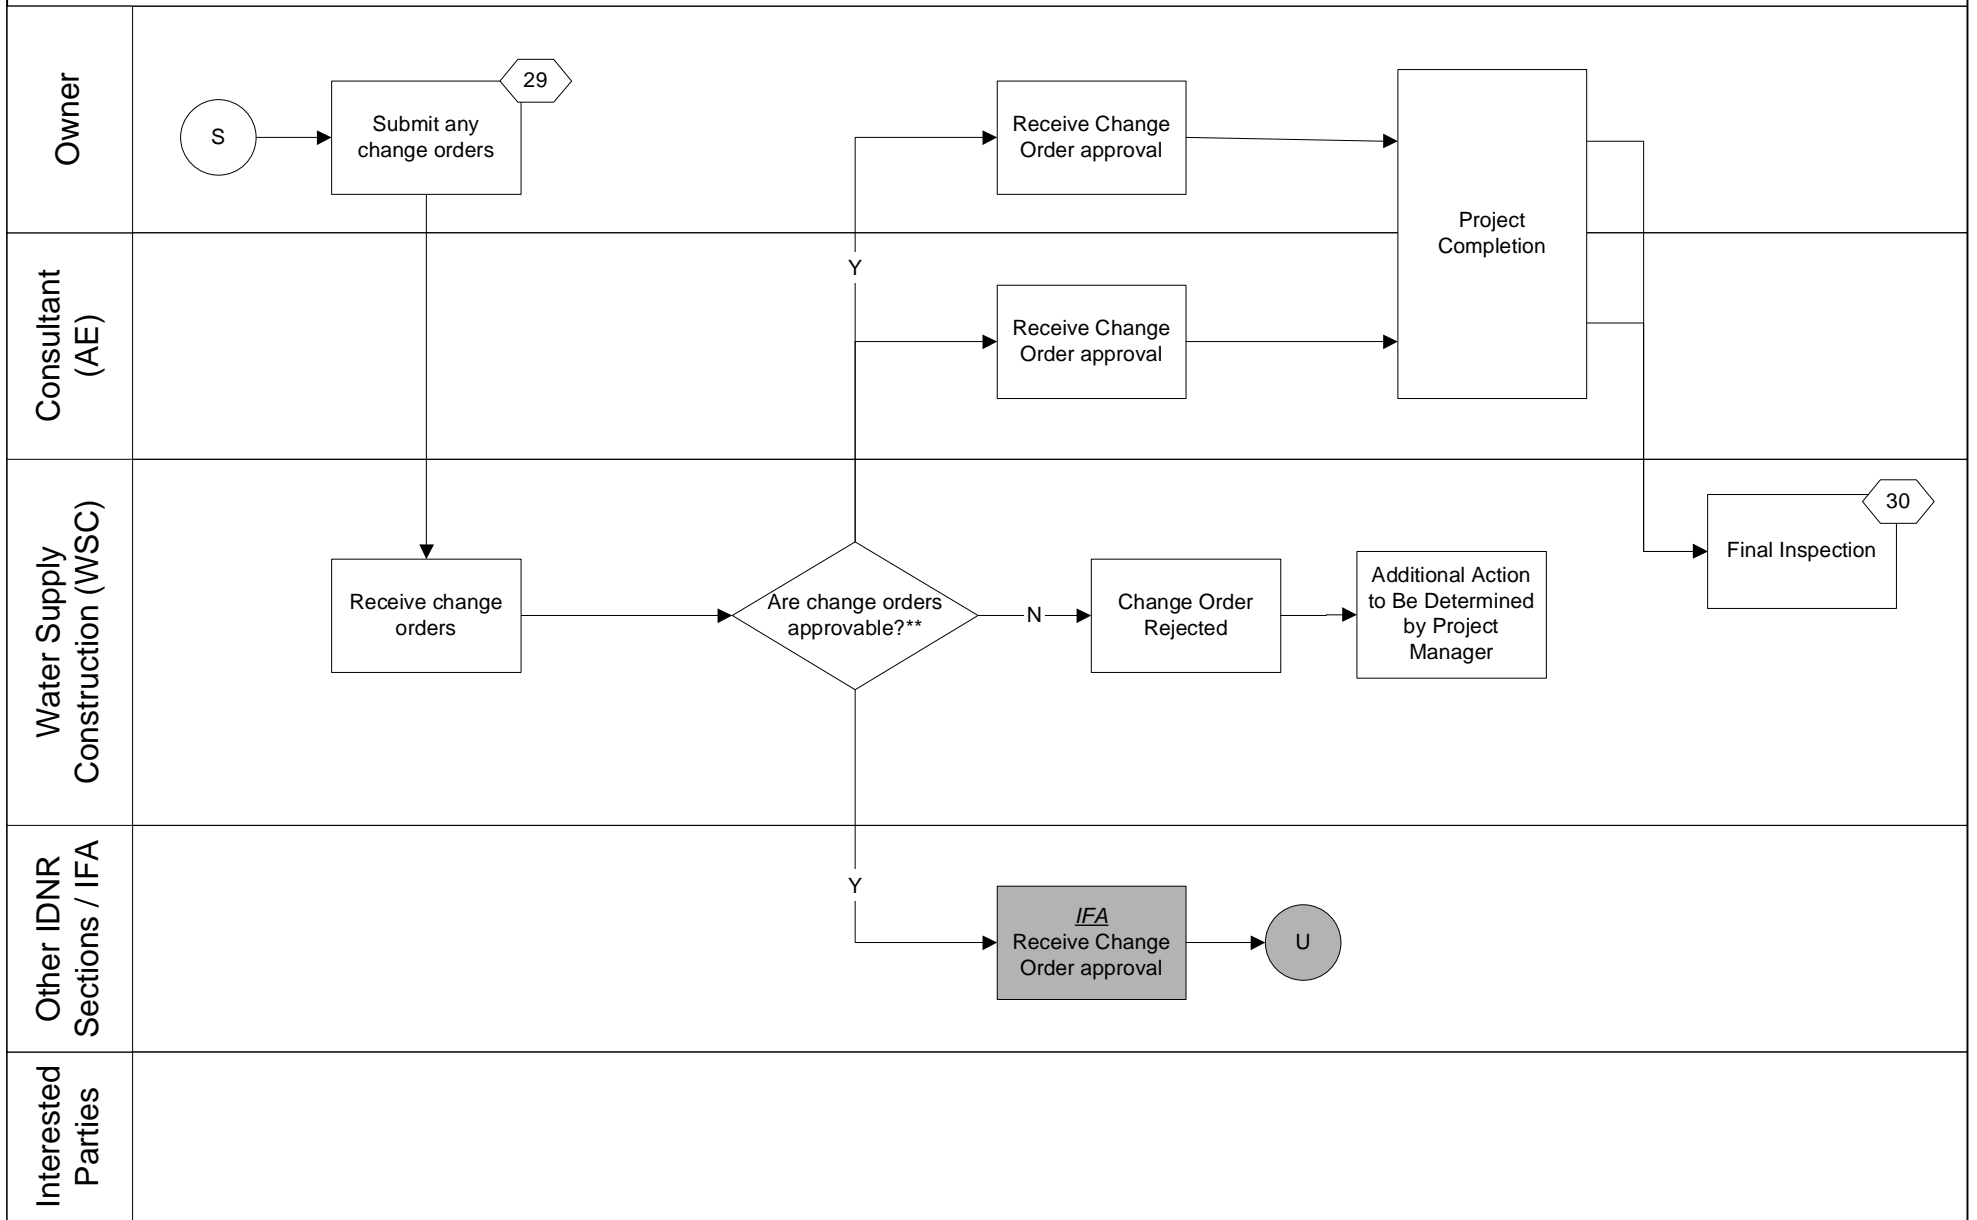 Owner
S
Submit any
change orders
29
Receive Change
Order approval
Project
Completion
Consultant
(AE)
Y
Receive Change
Order approval
Water Supply
Construction (WSC)
Receive change
orders
Are change orders
approvable?**
N
Change Order
Rejected
Additional Action
to Be Determined
by Project
Manager
Final Inspection
30
Other IDNR
Sections / IFA
Y
IFA
Receive Change
Order approval
U
Interested
Parties